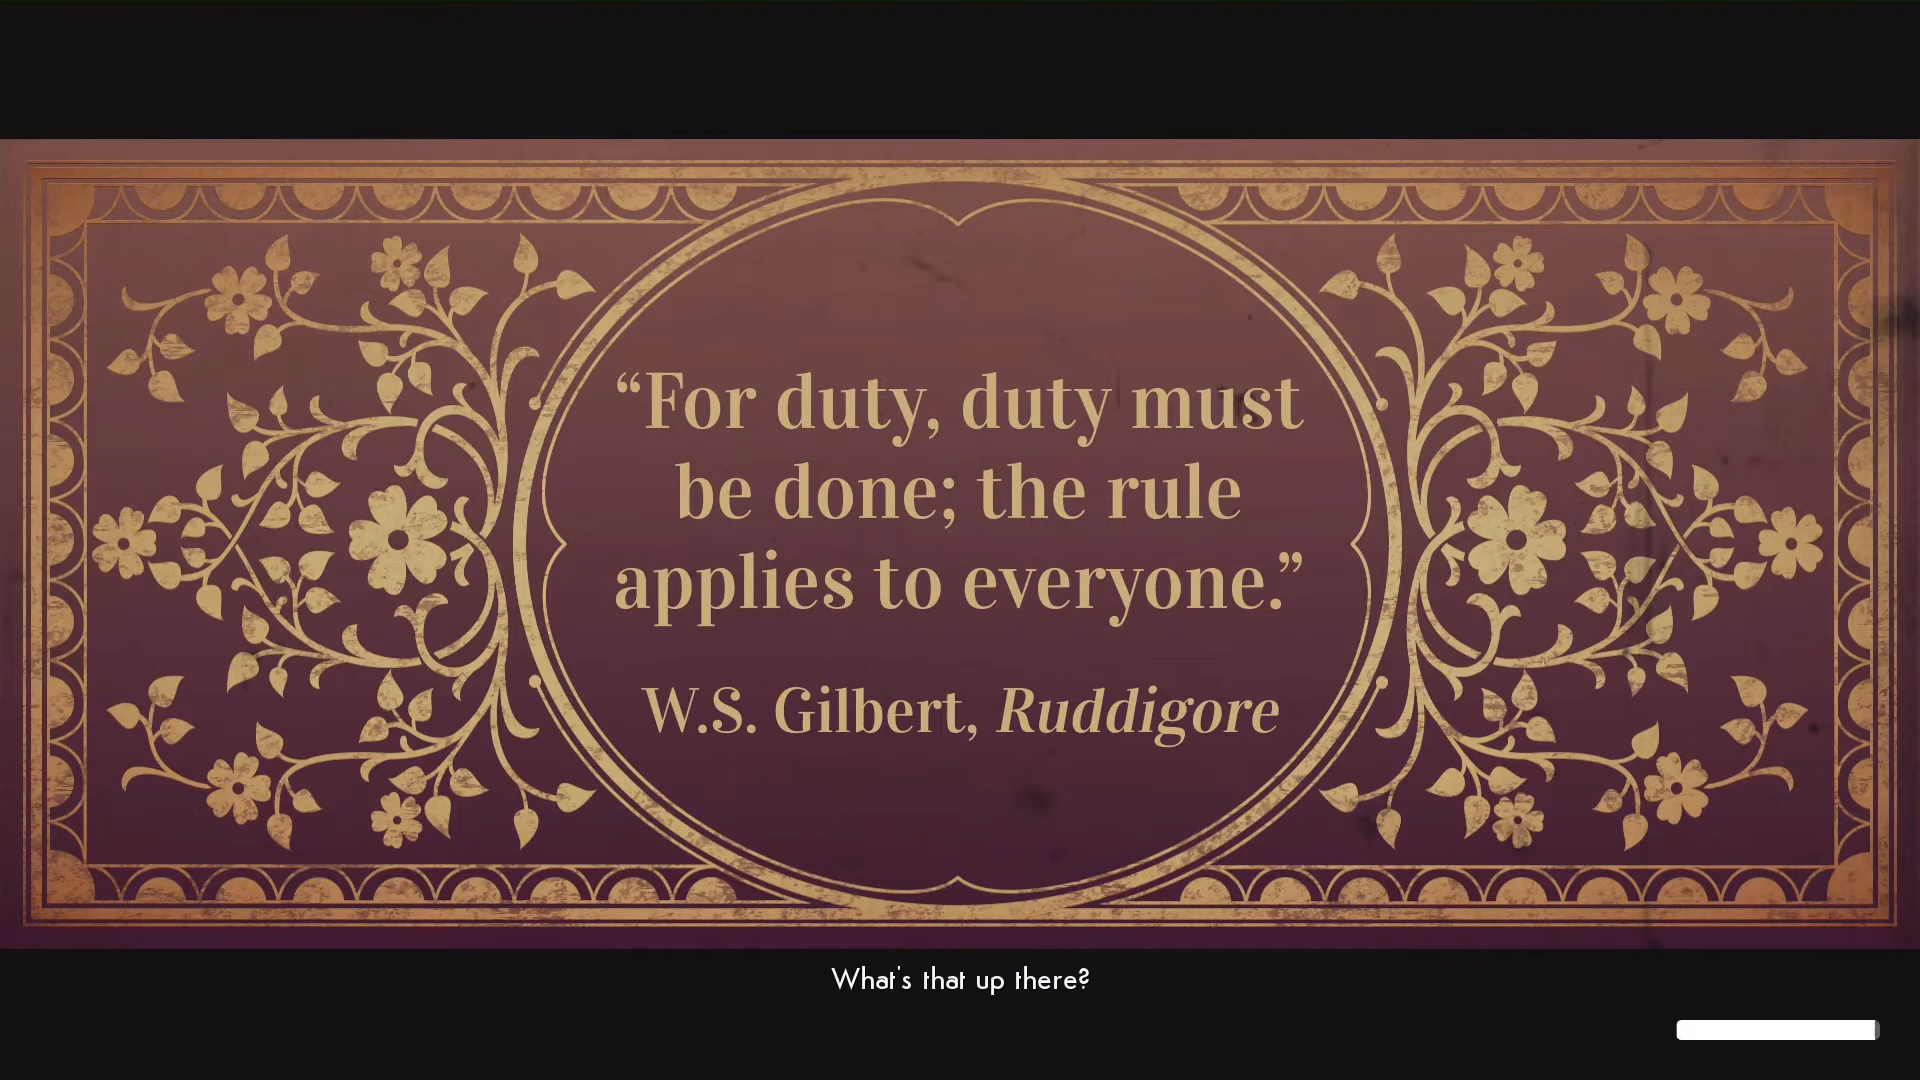 “For duty, duty must
be done; the rule
applies to everyone.”
W.S. Gilbert, Ruddigore
What's that up there?